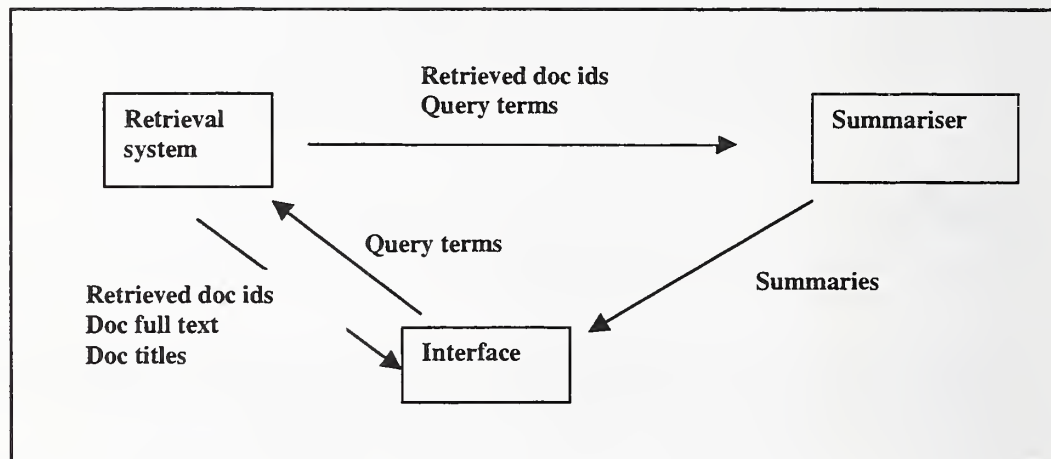 Retrieved doc ids
Query terms
Retrieval
system
Summariser
Query terms
Retrieved doc ids
Doc full text
Doc titles
Summaries
Interface